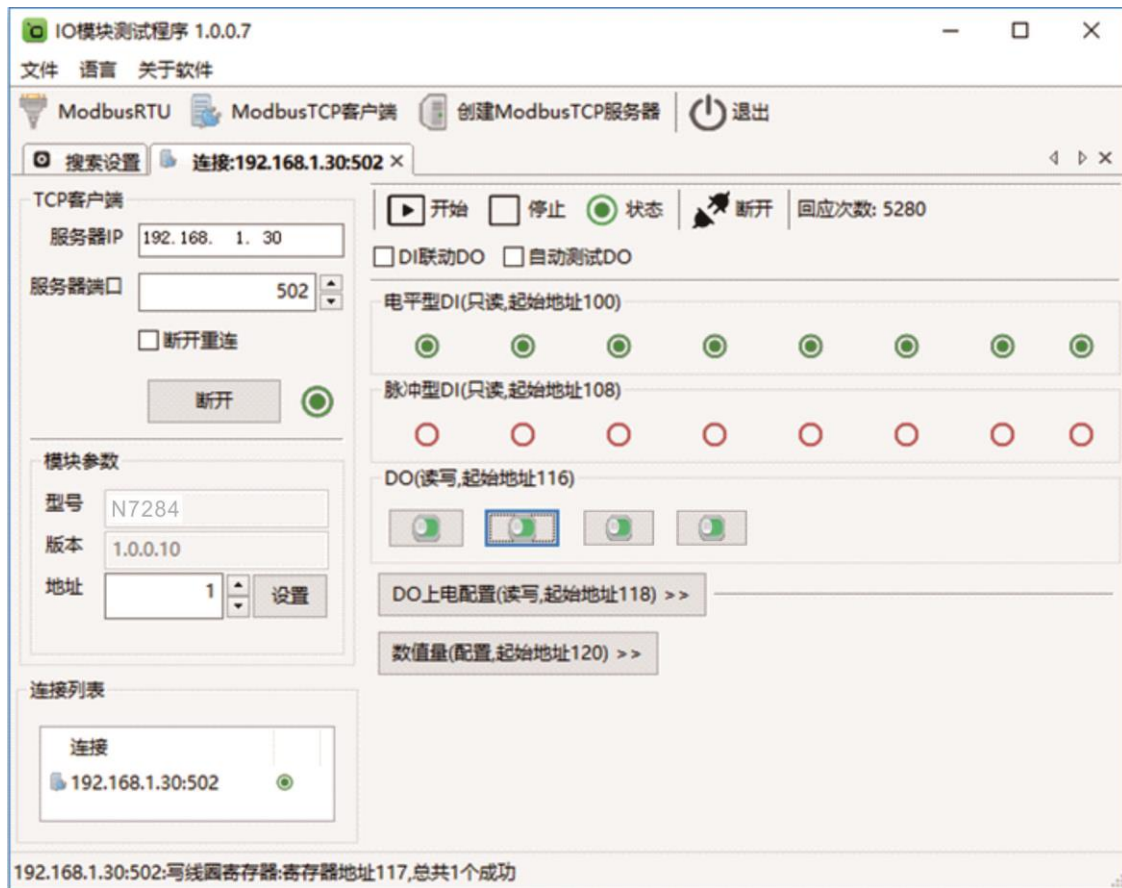 IO模块测试程序 1.0.0.7
文件 语言 关于软件
ModbusRTU ModbusTCP客户端 创建ModbusTCP服务器 退出
搜索设置 连接:192.168.1.30:502
TCP客户端
服务器IP 192.168. 1. 30
服务器端口 502
断开重连
断开
模块参数
型号 N7284
版本 1.0.0.10
地址 1 设置
连接列表
连接
192.168.1.30:502
开始 停止 状态 断开 回应次数: 5280
DI联动DO 自动测试DO
电平型DI(只读,起始地址100)
脉冲型DI(只读,起始地址108)
DO(读写,起始地址116)
DO上电配置(读写,起始地址118) >>
数值量(配置,起始地址120) >>
192.168.1.30:502:写线圈寄存器:寄存器地址117,总共1个成功